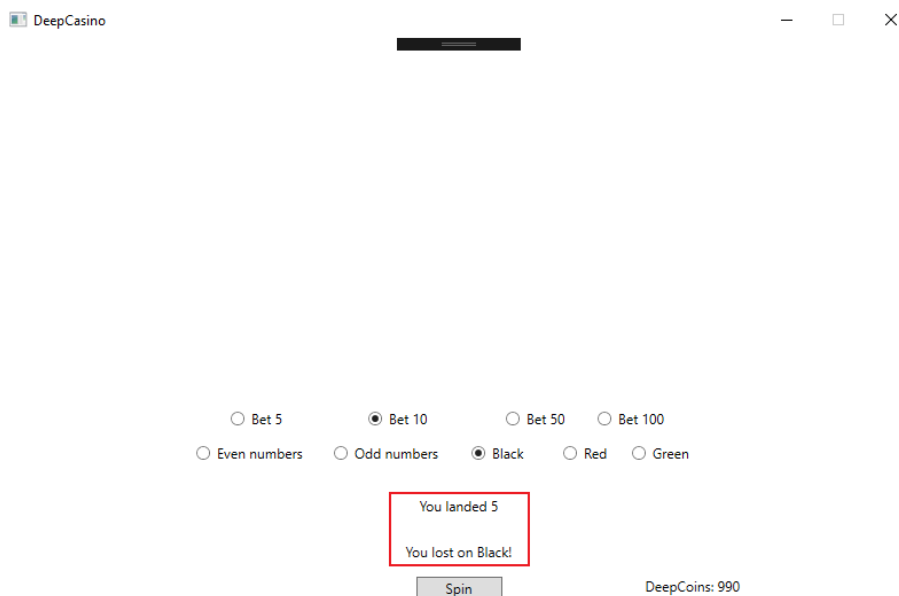 DeepCasino
Bet 5 Bet 10 Bet 50 Bet 100
Even numbers Odd numbers Black Red Green
You landed 5
You lost on Black!
Spin DeepCoins: 990